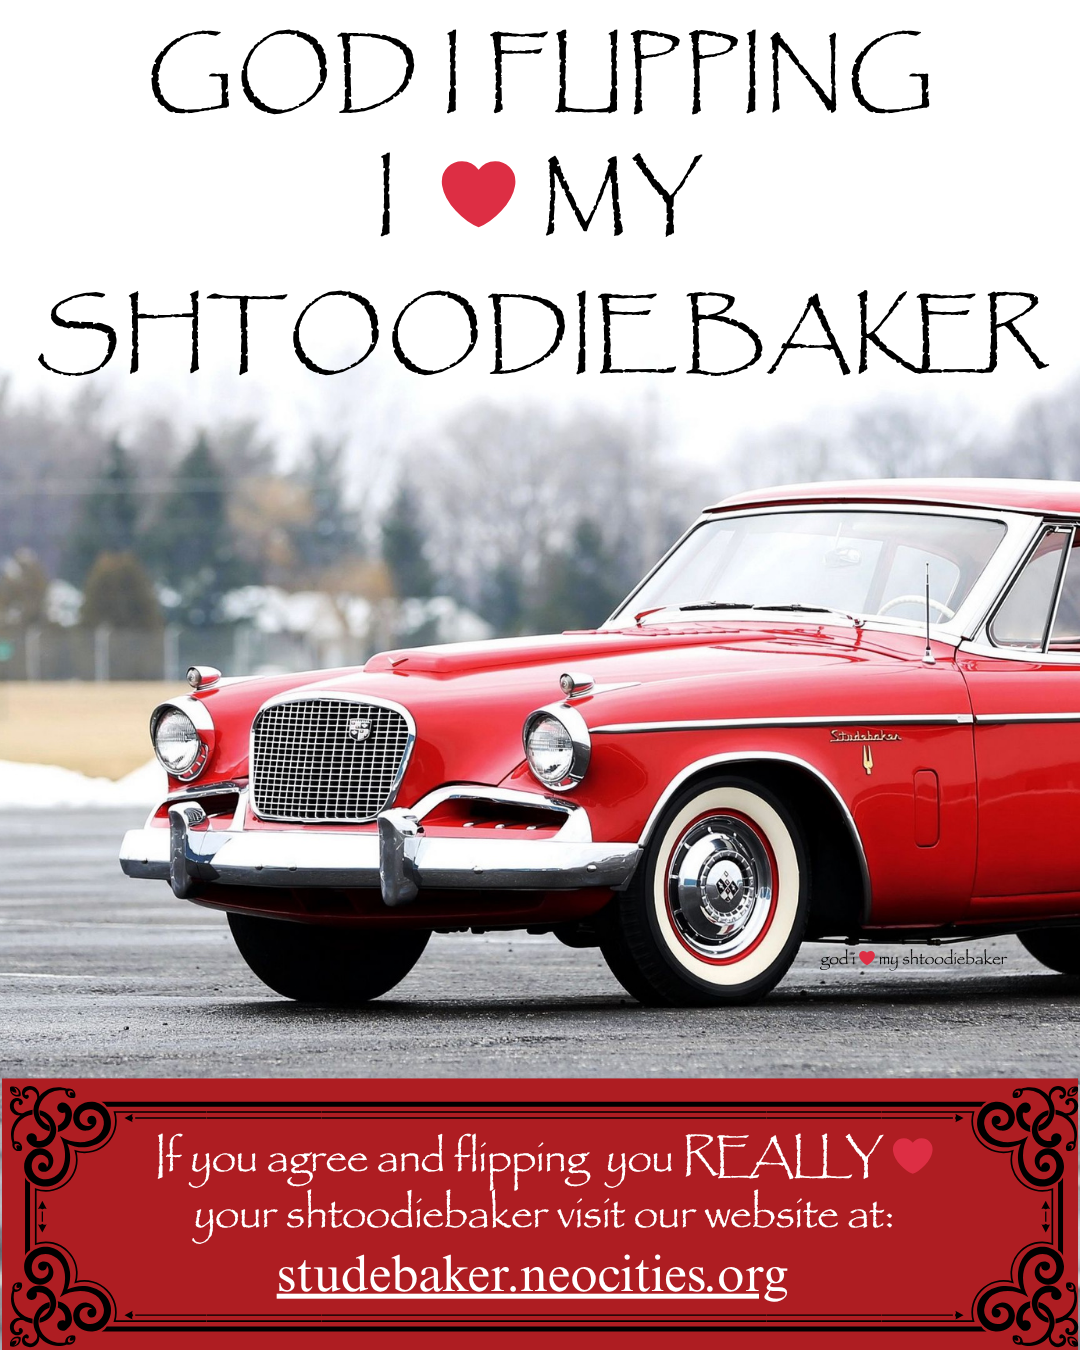 GOD I FLIPPING
I ❤ MY
SHTOODIEBAKER
Studebaker
god i ❤ my shtoodiebaker
If you agree and flipping you REALLY ❤
your shtoodiebaker visit our website at:
studebaker.neocities.org